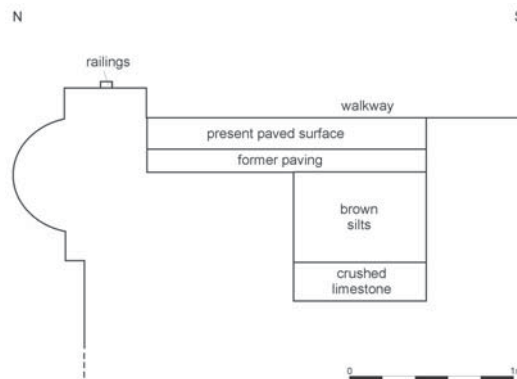 N
S
railings
walkway
present paved surface
former paving
brown
silts
crushed
limestone
0